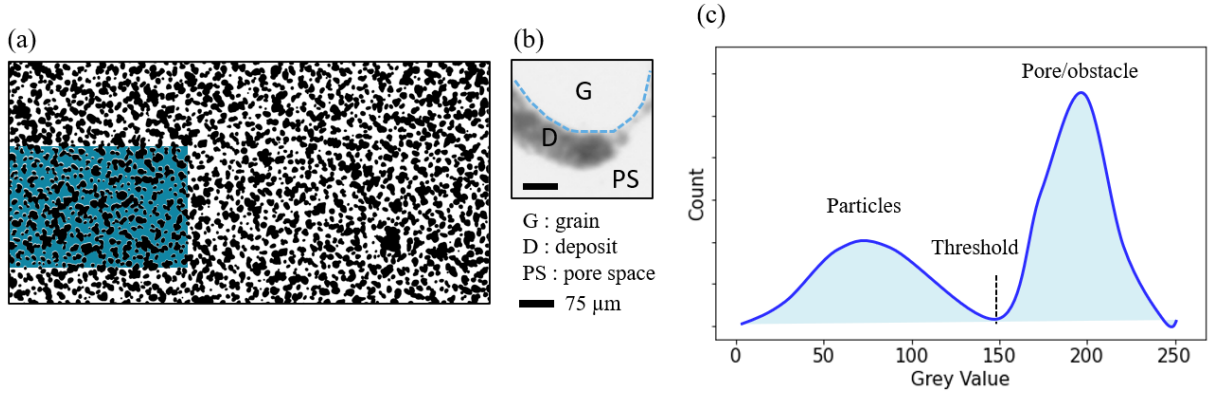 (a)
(b)
(c)
G
D
PS
G : grain
D : deposit
PS : pore space
75 µm
Pore/obstacle
Particles
Threshold
Count
0 50 100 150 200 250
Grey Value